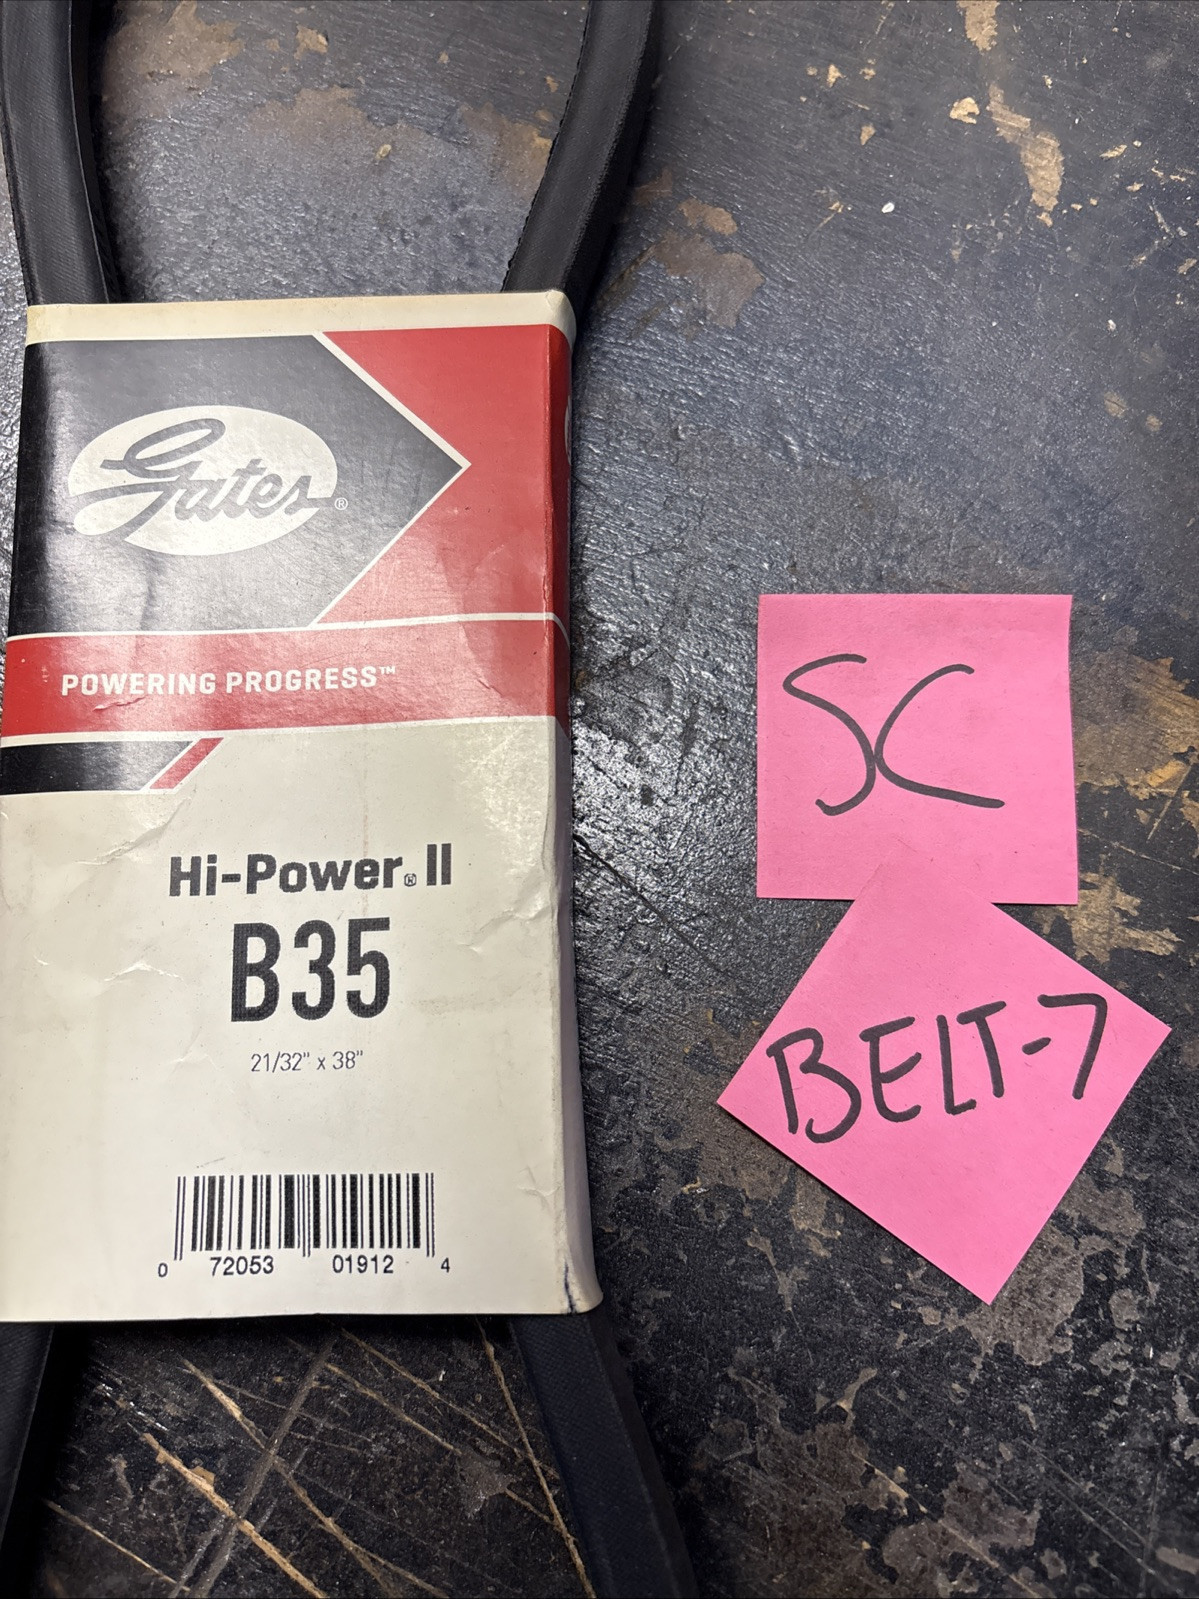 Gates®
POWERING PROGRESS™
Hi-Power® II
B35
21/32" x 38"
0 72053 01912 4
SC
BELT-7